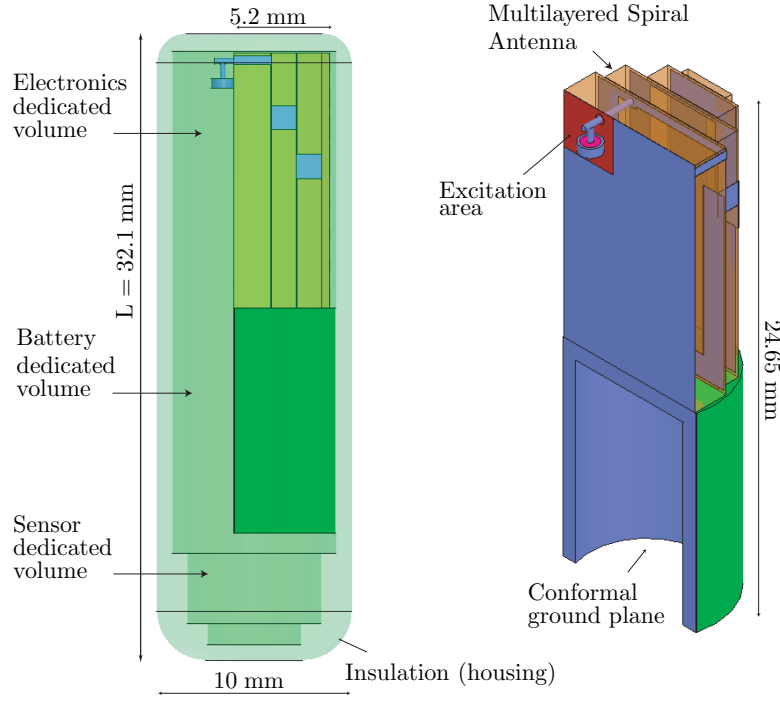 5.2 mm
Electronics
dedicated
volume
L = 32.1 mm
Battery
dedicated
volume
Sensor
dedicated
volume
10 mm
Insulation (housing)
Multilayered Spiral
Antenna
Excitation
area
24.65 mm
Conformal
ground plane